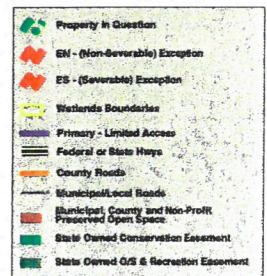 Property in Question
EN - (Non-Severable) Exception
ES - (Severable) Exception
Wetlands Boundaries
Primary - Limited Access
Federal or State Hwys
County Roads
Municipal/Local Roads
Municipal, County and Non-Profit
Preserved Open Space
State Owned Conservation Easement
State Owned O/S & Recreation Easement